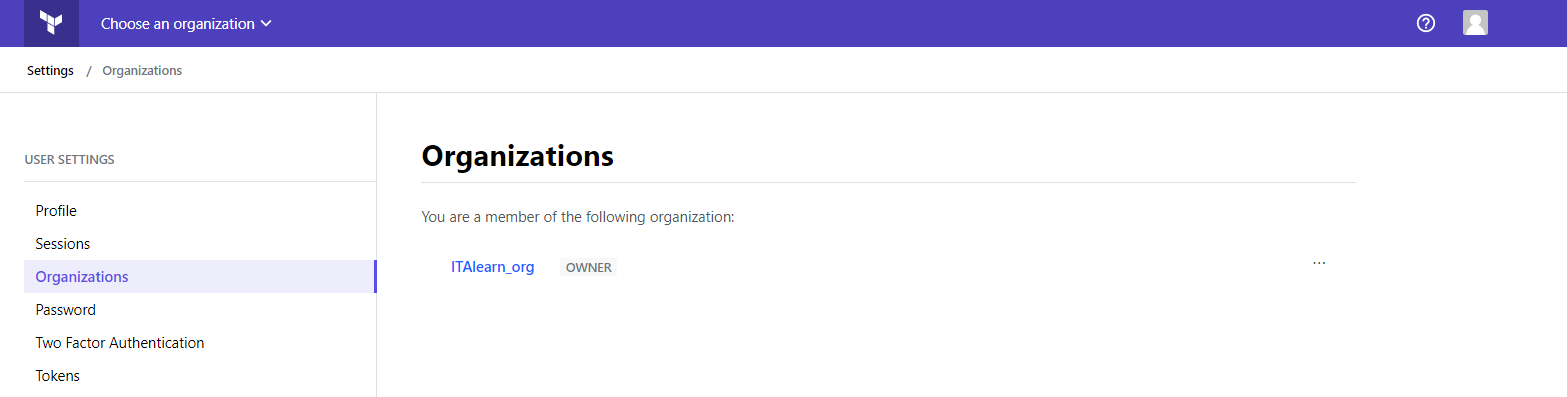 Choose an organization
Settings / Organizations
USER SETTINGS
Profile
Sessions
Organizations
Password
Two Factor Authentication
Tokens
Organizations
You are a member of the following organization:
ITAlearn_org OWNER ...